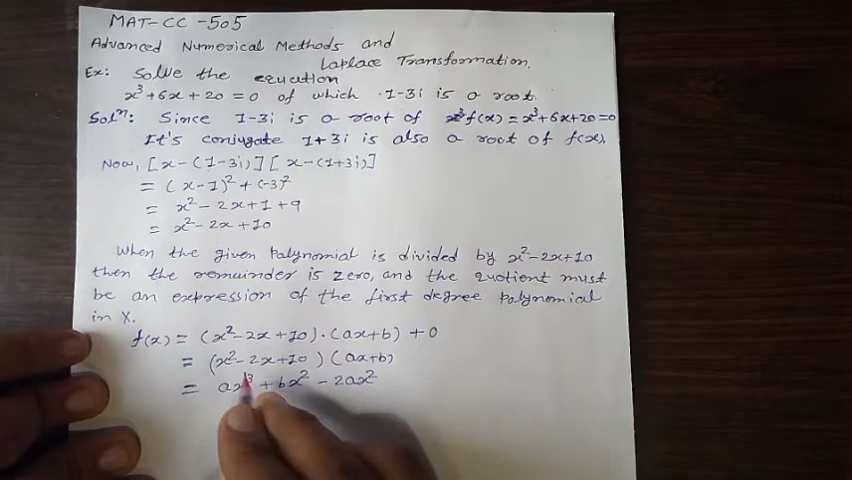 MAT-CC-505
Advanced Numerical Methods and
Laplace Transformation.
Ex: Solve the equation
x³+6x+20=0 of which 1-3i is a root.
Solⁿ: Since 1-3i is a root of f(x)=x³+6x+20=0
It's conjugate 1+3i is also a root of f(x).
Now, [x-(1-3i)][x-(1+3i)]
= (x-1)²+(-3)²
= x²-2x+1+9
= x²-2x+10
When the given Polynomial is divided by x²-2x+10
then the remainder is zero, and the quotient must
be an expression of the first degree Polynomial
in X.
f(x) = (x²-2x+10).(ax+b)+0
= (x²-2x+10)(ax+b)
= ax³+bx²-2ax²